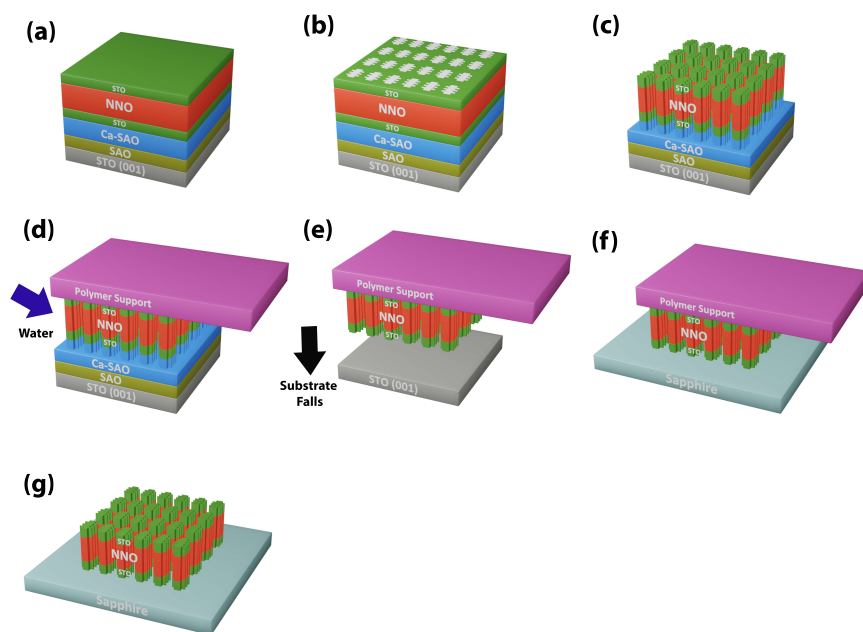 (a)
STO
NNO
STO
Ca-SAO
SAO
STO (001)
(b)
STO
NNO
STO
Ca-SAO
SAO
STO (001)
(c)
STO
NNO
STO
Ca-SAO
SAO
STO (001)
(d)
Polymer Support
STO
NNO
STO
Water
Ca-SAO
SAO
STO (001)
(e)
Polymer Support
STO
NNO
STO
STO (001)
Substrate
Falls
(f)
Polymer Support
STO
NNO
STO
Sapphire
(g)
STO
NNO
STO
Sapphire